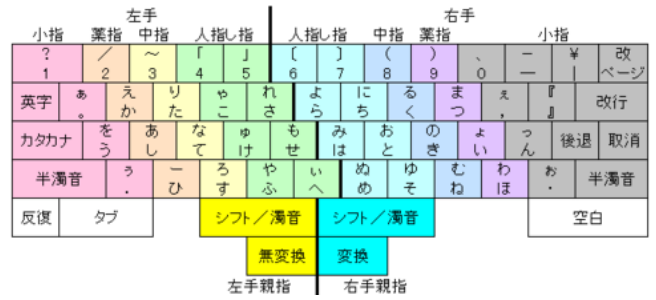 左手 右手
小指 薬指 中指 人指し指 人指し指 中指 薬指 小指
? / ~ 「 」 〔 〕 ( ) 、 － ¥ 改
1 2 3 4 5 6 7 8 9 0 ― | ページ
英字 ぁ え り ゃ れ ょ に る ま ぇ 『 改行
。 か た こ さ ら ち く つ , 』
カタカナ を あ な ゅ も み お の ょ っ 後退 取消
う し て け せ は と き い ん
半濁音 ぅ ー ろ や ぃ ぬ ゆ む わ ぉ 半濁音
. ひ す ふ へ め そ ね ほ ・
反復 タブ シフト／濁音 シフト／濁音 空白
無変換 変換
左手親指 右手親指